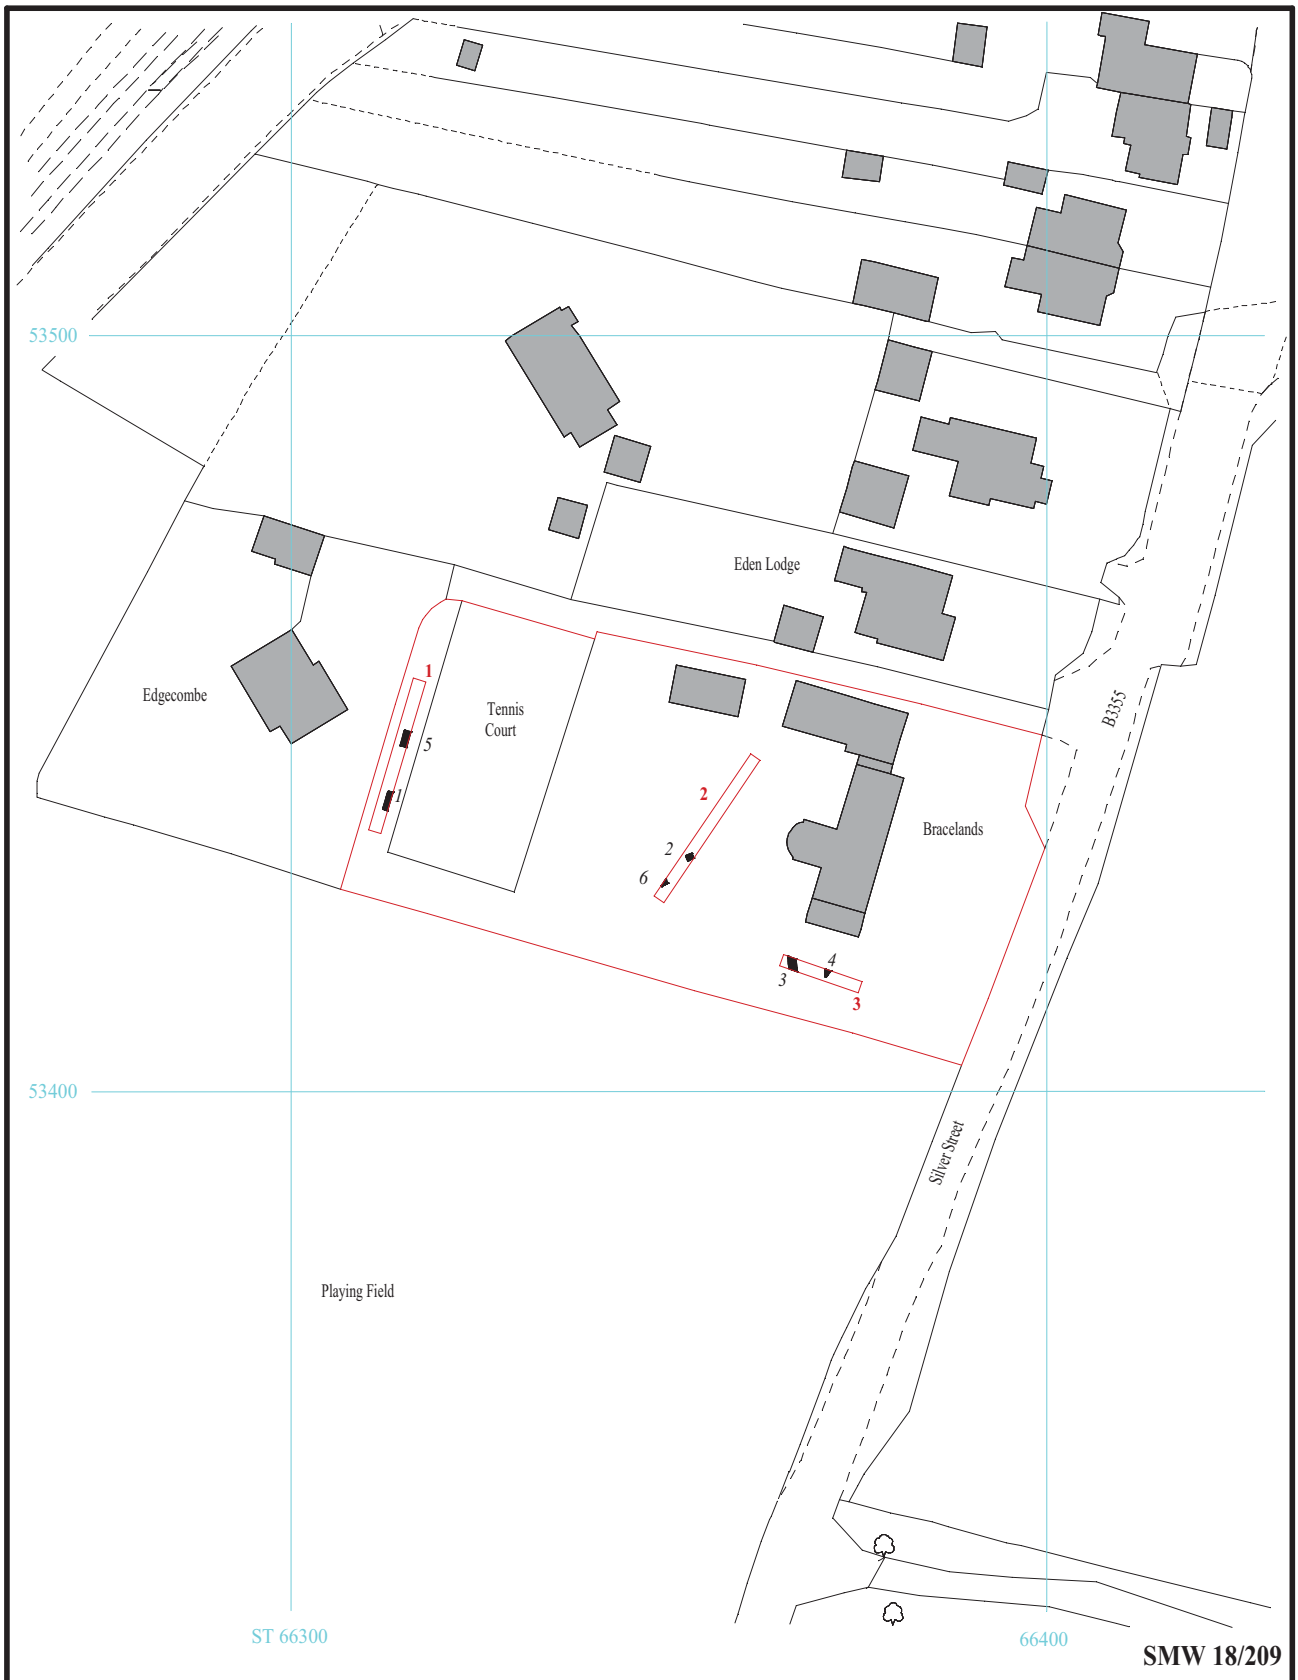 53500
Eden Lodge
Edgecombe
1
Tennis
Court
5
B3355
1
2
Bracelands
2
6
4
3
3
53400
Silver Street
Playing Field
ST 66300
66400
SMW 18/209